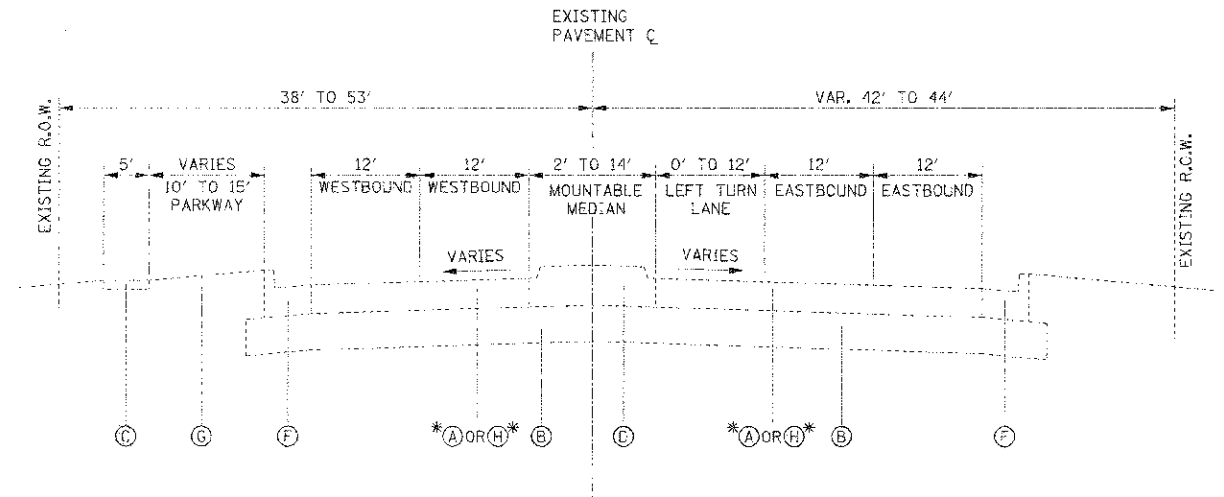 EXISTING
PAVEMENT ℄
38' TO 53'
VAR. 42' TO 44'
EXISTING R.O.W.
EXISTING R.O.W.
5'
VARIES
10' TO 15'
PARKWAY
12'
WESTBOUND
12'
WESTBOUND
2' TO 14'
MOUNTABLE
MEDIAN
0' TO 12'
LEFT TURN
LANE
12'
EASTBOUND
12'
EASTBOUND
VARIES
VARIES
C
G
F
*A OR H*
B
D
*A OR H*
B
F